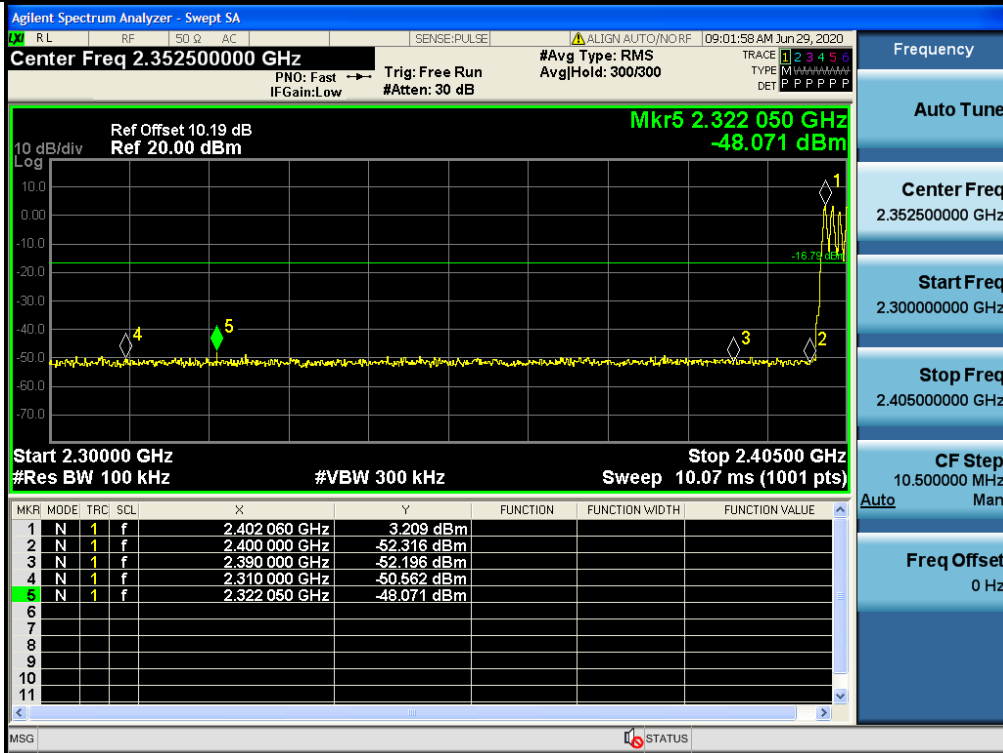 Agilent Spectrum Analyzer - Swept SA
LXI RL RF 50 Ω AC SENSE:PULSE ALIGN AUTO/NO RF 09:01:58 AM Jun 29, 2020
Center Freq 2.352500000 GHz
PNO: Fast
IFGain:Low
Trig: Free Run
#Atten: 30 dB
#Avg Type: RMS
Avg|Hold: 300/300
TRACE 1 2 3 4 5 6
TYPE M
DET P P P P P P
Mkr5 2.322 050 GHz
-48.071 dBm
Ref Offset 10.19 dB
Ref 20.00 dBm
10 dB/div
Log
10.0
0.00
-10.0
-20.0
-30.0
-40.0
-50.0
-60.0
-70.0
1
-16.79 dBm
4
5
3
2
Start 2.30000 GHz
Stop 2.40500 GHz
#Res BW 100 kHz
#VBW 300 kHz
Sweep 10.07 ms (1001 pts)
MKR MODE TRC SCL X Y FUNCTION FUNCTION WIDTH FUNCTION VALUE
1 N 1 f 2.402 060 GHz 3.209 dBm
2 N 1 f 2.400 000 GHz -52.316 dBm
3 N 1 f 2.390 000 GHz -52.196 dBm
4 N 1 f 2.310 000 GHz -50.562 dBm
5 N 1 f 2.322 050 GHz -48.071 dBm
6
7
8
9
10
11
MSG
STATUS
Frequency
Auto Tune
Center Freq
2.352500000 GHz
Start Freq
2.300000000 GHz
Stop Freq
2.405000000 GHz
CF Step
10.500000 MHz
Auto Man
Freq Offset
0 Hz